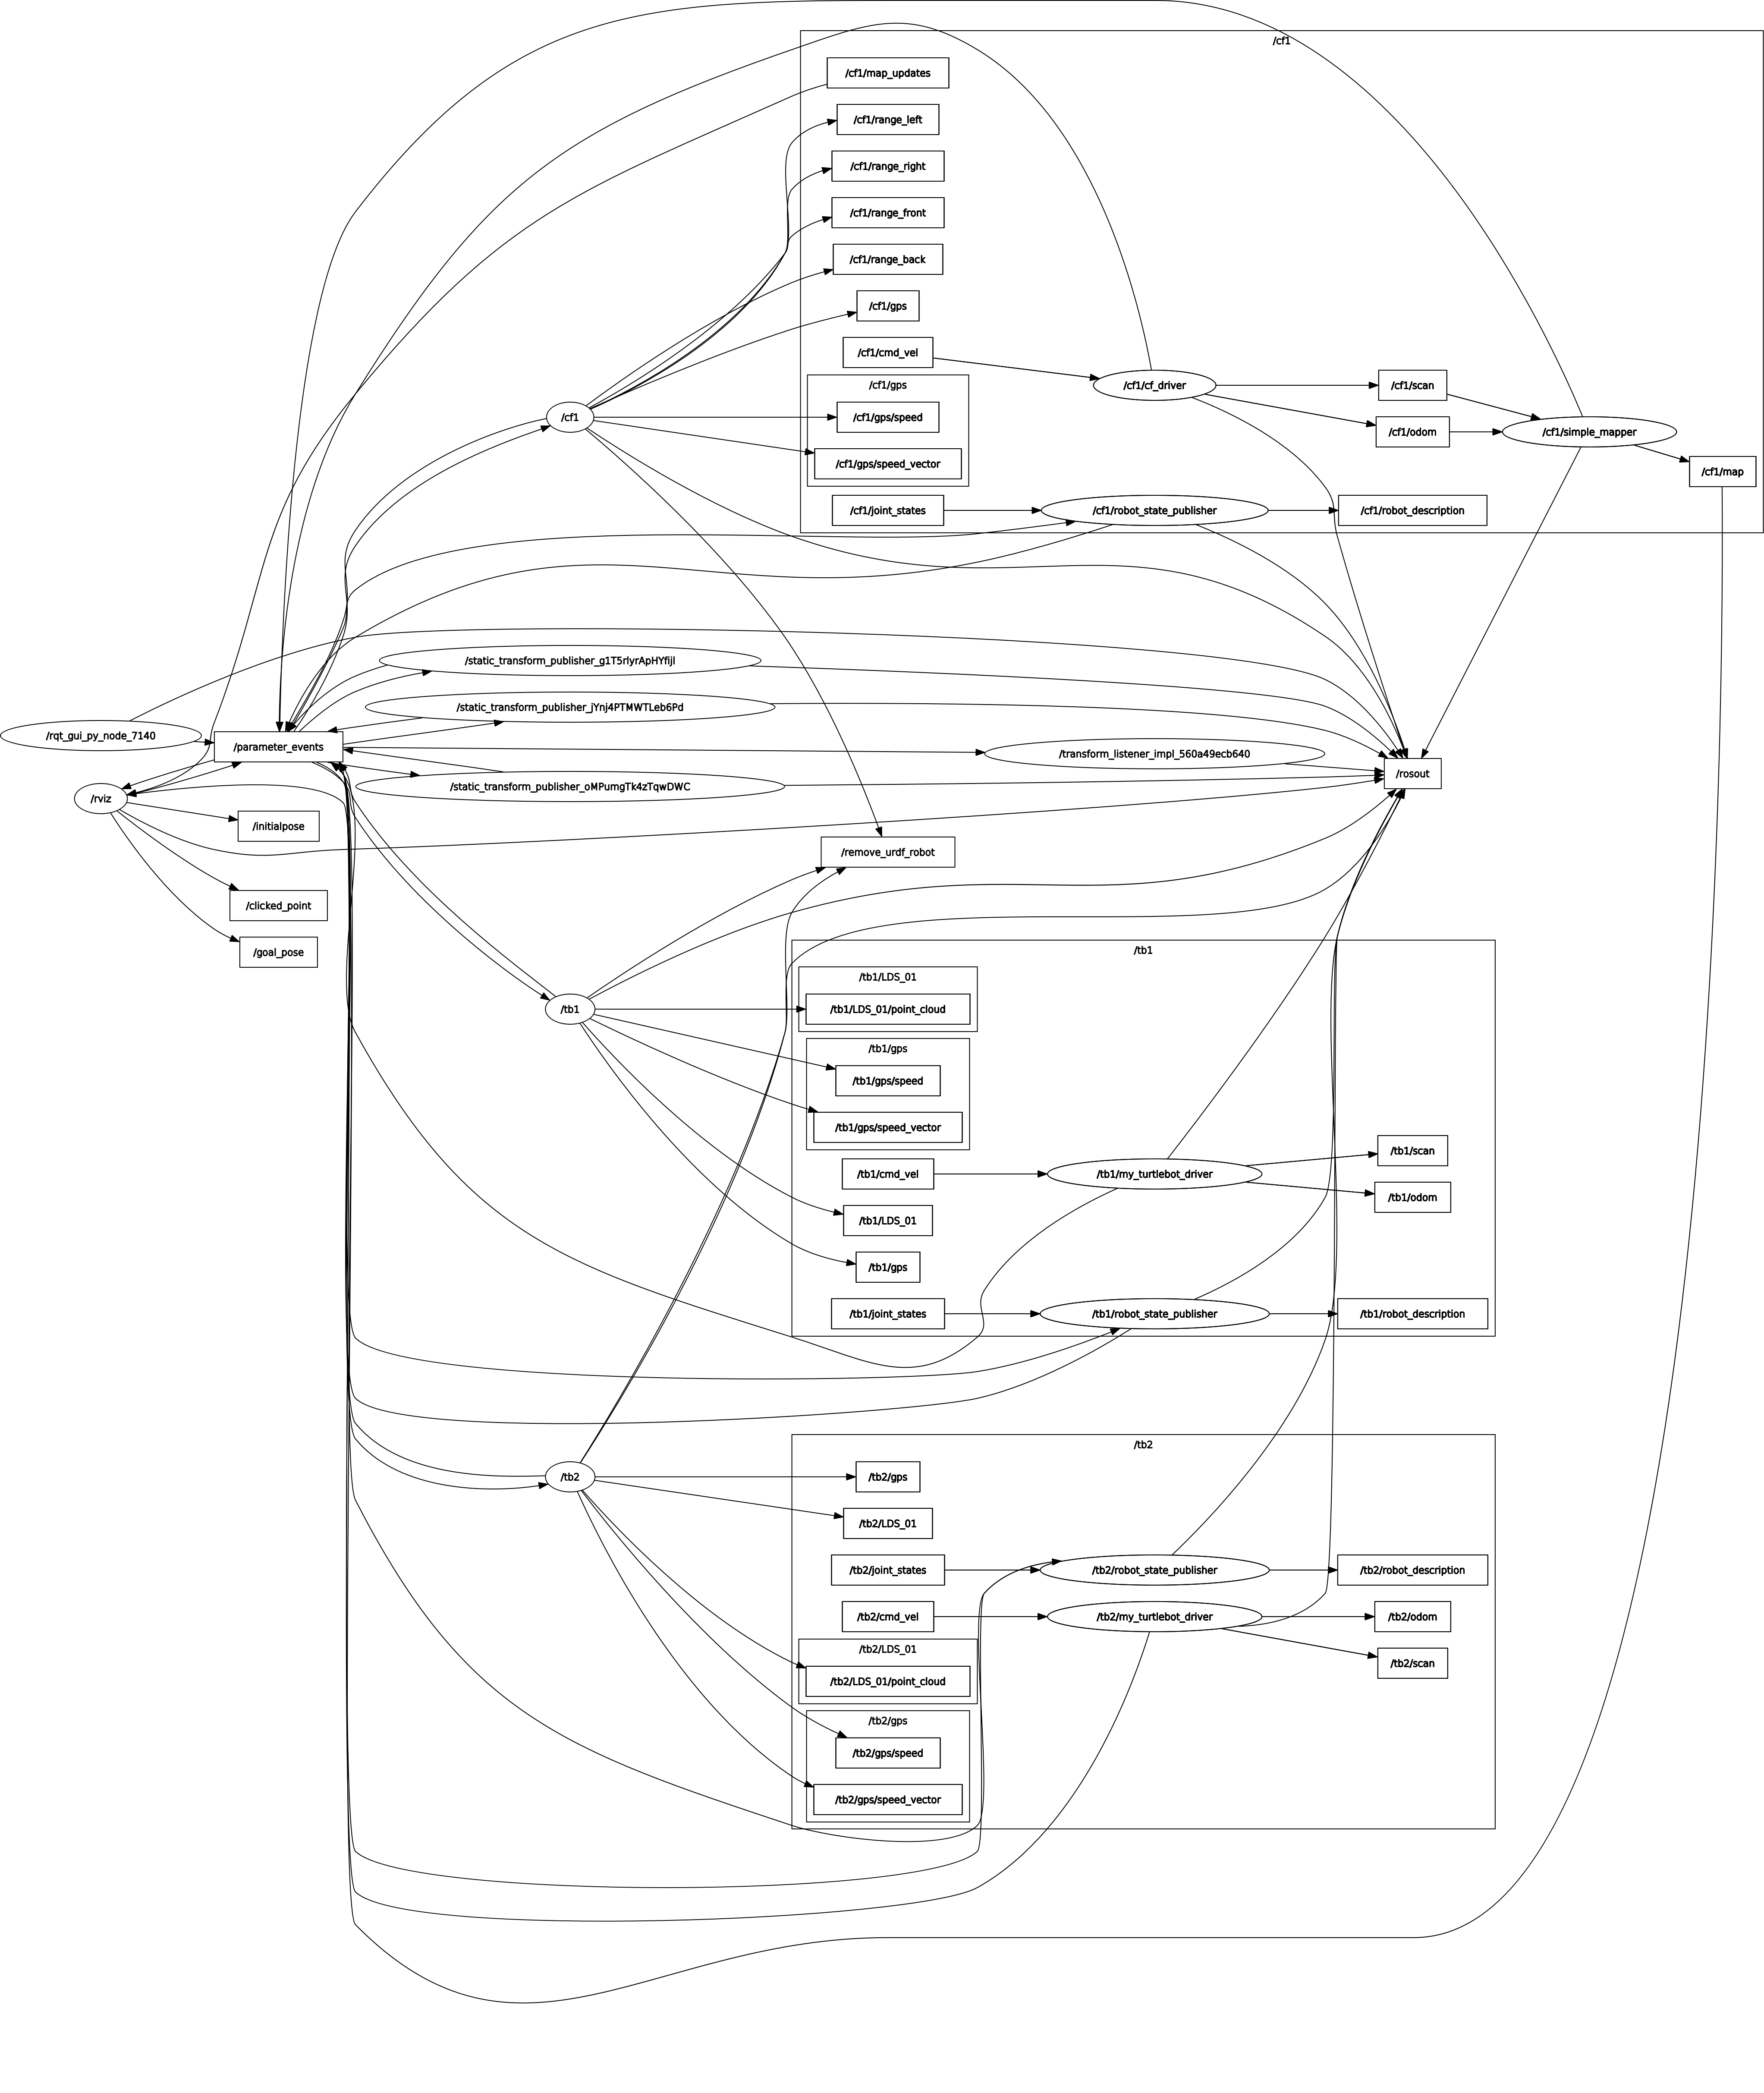 /cf1
/cf1/map_updates
/cf1/range_left
/cf1/range_right
/cf1/range_front
/cf1/range_back
/cf1/gps
/cf1/cmd_vel
/cf1/gps
/cf1/gps/speed
/cf1/gps/speed_vector
/cf1/joint_states
/cf1/cf_driver
/cf1/scan
/cf1/odom
/cf1/simple_mapper
/cf1/map
/cf1/robot_state_publisher
/cf1/robot_description
/cf1
/static_transform_publisher_g1T5rlyrApHYfijl
/static_transform_publisher_jYnj4PTMWTLeb6Pd
/rqt_gui_py_node_7140
/parameter_events
/transform_listener_impl_560a49ecb640
/rosout
/static_transform_publisher_oMPumgTk4zTqwDWC
/rviz
/initialpose
/remove_urdf_robot
/clicked_point
/goal_pose
/tb1
/tb1
/tb1/LDS_01
/tb1/LDS_01/point_cloud
/tb1/gps
/tb1/gps/speed
/tb1/gps/speed_vector
/tb1/cmd_vel
/tb1/my_turtlebot_driver
/tb1/scan
/tb1/odom
/tb1/LDS_01
/tb1/gps
/tb1/joint_states
/tb1/robot_state_publisher
/tb1/robot_description
/tb2
/tb2
/tb2/gps
/tb2/LDS_01
/tb2/joint_states
/tb2/robot_state_publisher
/tb2/robot_description
/tb2/cmd_vel
/tb2/my_turtlebot_driver
/tb2/odom
/tb2/scan
/tb2/LDS_01
/tb2/LDS_01/point_cloud
/tb2/gps
/tb2/gps/speed
/tb2/gps/speed_vector